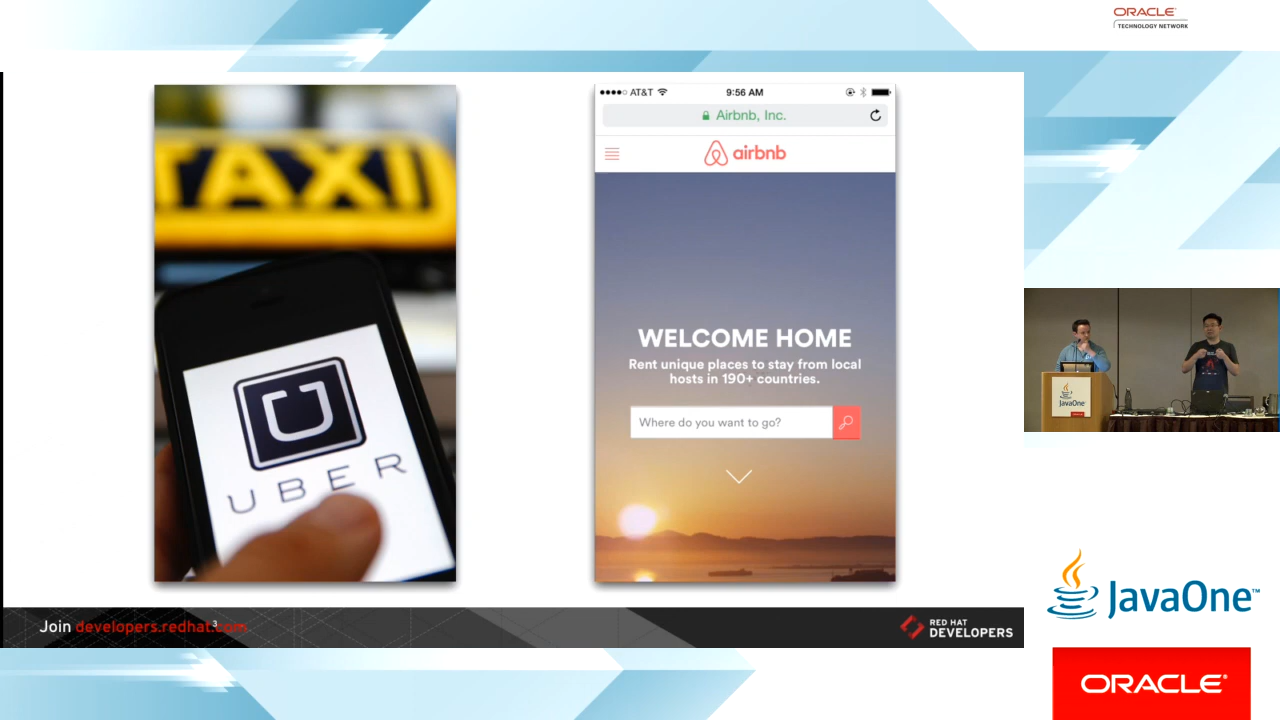 ORACLE
TECHNOLOGY NETWORK
TAXI
UBER
AT&T
9:56 AM
Airbnb, Inc.
airbnb
WELCOME HOME
Rent unique places to stay from local
hosts in 190+ countries.
Where do you want to go?
JavaOne
Join developers.redhat.com
3
RED HAT
DEVELOPERS
JavaOne™
ORACLE®